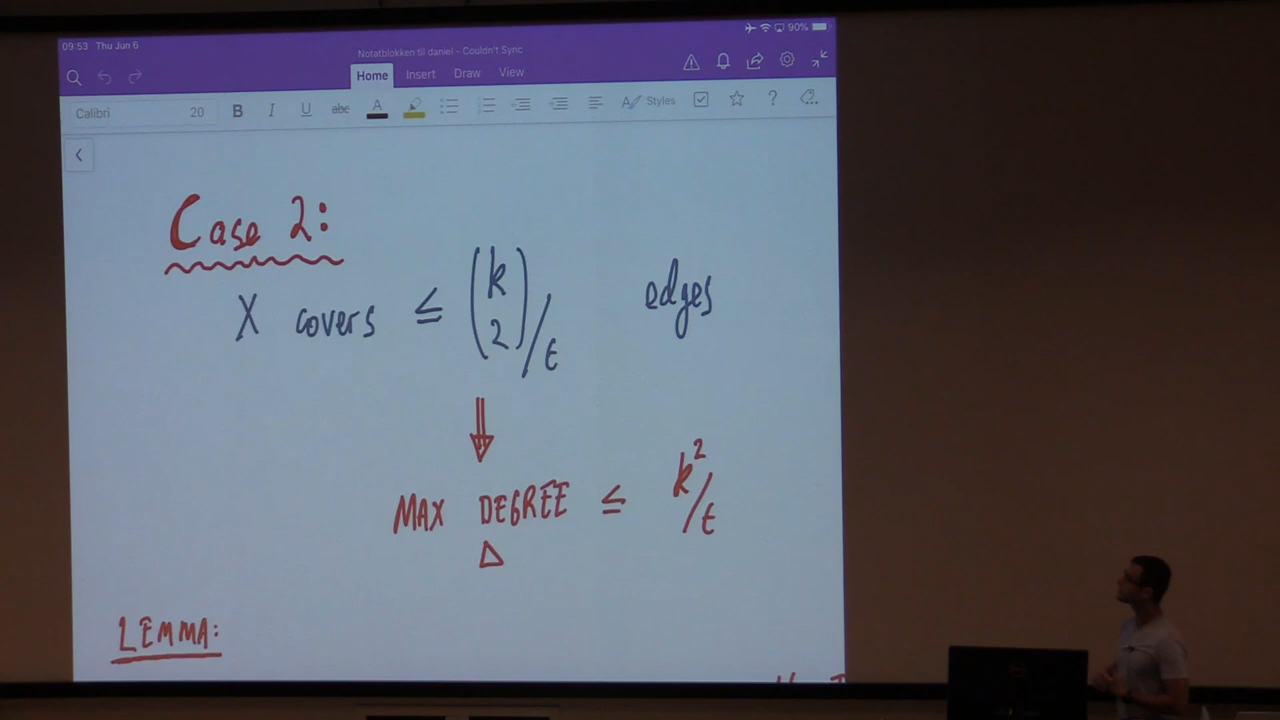 09:53 Thu Jun 6
90%
Notatblokken til daniel - Couldn't Sync
Home Insert Draw View
Calibri 20 B I U abc A Styles ?
Case 2:
X covers ≤ (k 2)/t edges
⇓
MAX DEGREE ≤ k²/t
Δ
LEMMA: